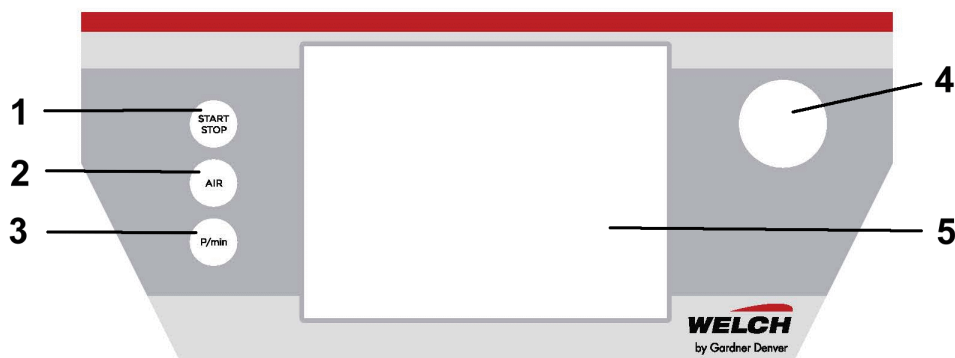 1
START
STOP
2
AIR
3
P/min
4
5
WELCH
by Gardner Denver